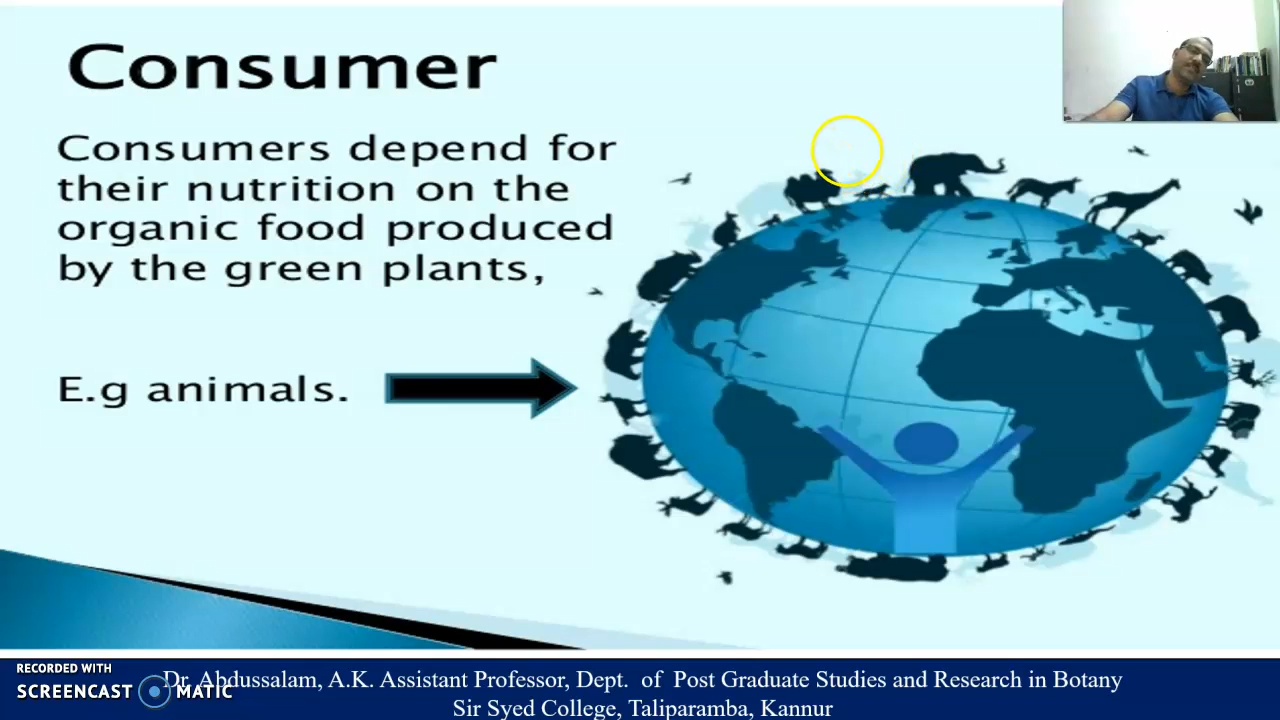 Consumer
Consumers depend for
their nutrition on the
organic food produced
by the green plants,
E.g animals.
RECORDED WITH
SCREENCAST MATIC
Dr. Abdussalam, A.K. Assistant Professor, Dept. of Post Graduate Studies and Research in Botany
Sir Syed College, Taliparamba, Kannur